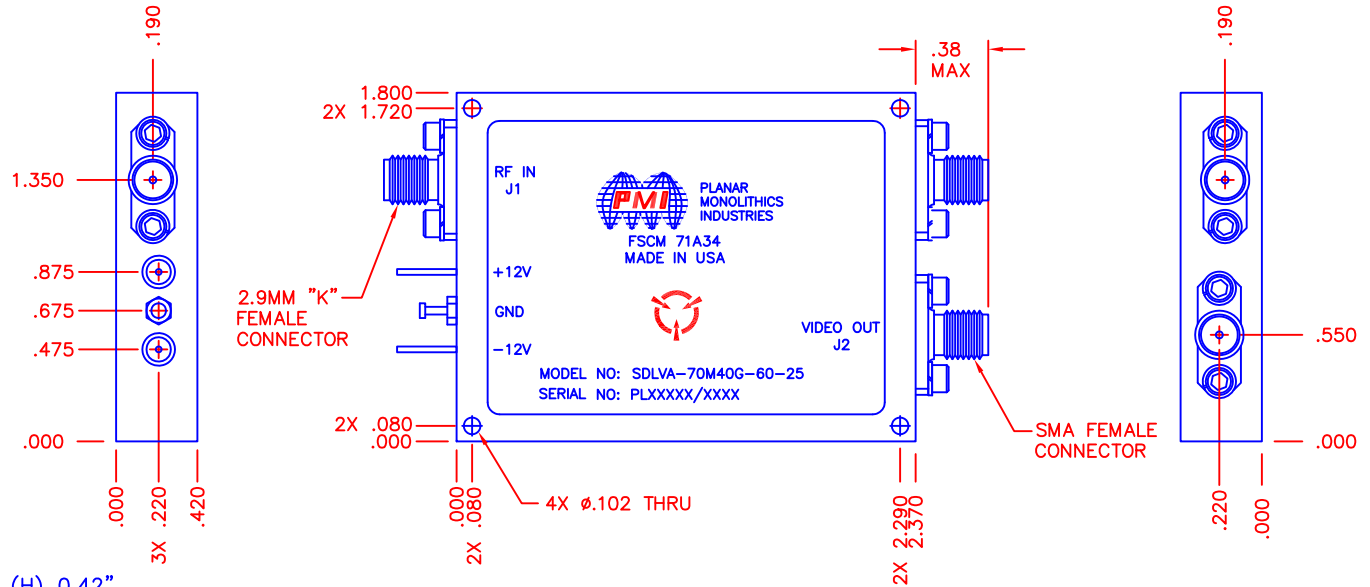 .190
1.350
.875
.675
.475
.000
.000
3X .220
.420
(H) 0.42"
1.800
2X 1.720
.38
MAX
RF IN
J1
PMI
PLANAR
MONOLITHICS
INDUSTRIES
FSCM 71A34
MADE IN USA
2.9MM "K"
FEMALE
CONNECTOR
+12V
GND
-12V
VIDEO OUT
J2
MODEL NO: SDLVA-70M40G-60-25
SERIAL NO: PLXXXXX/XXXX
2X .080
.000
SMA FEMALE
CONNECTOR
4X ø.102 THRU
.000
2X .080
2X 2.290
2.370
.190
.550
.000
.220
.000